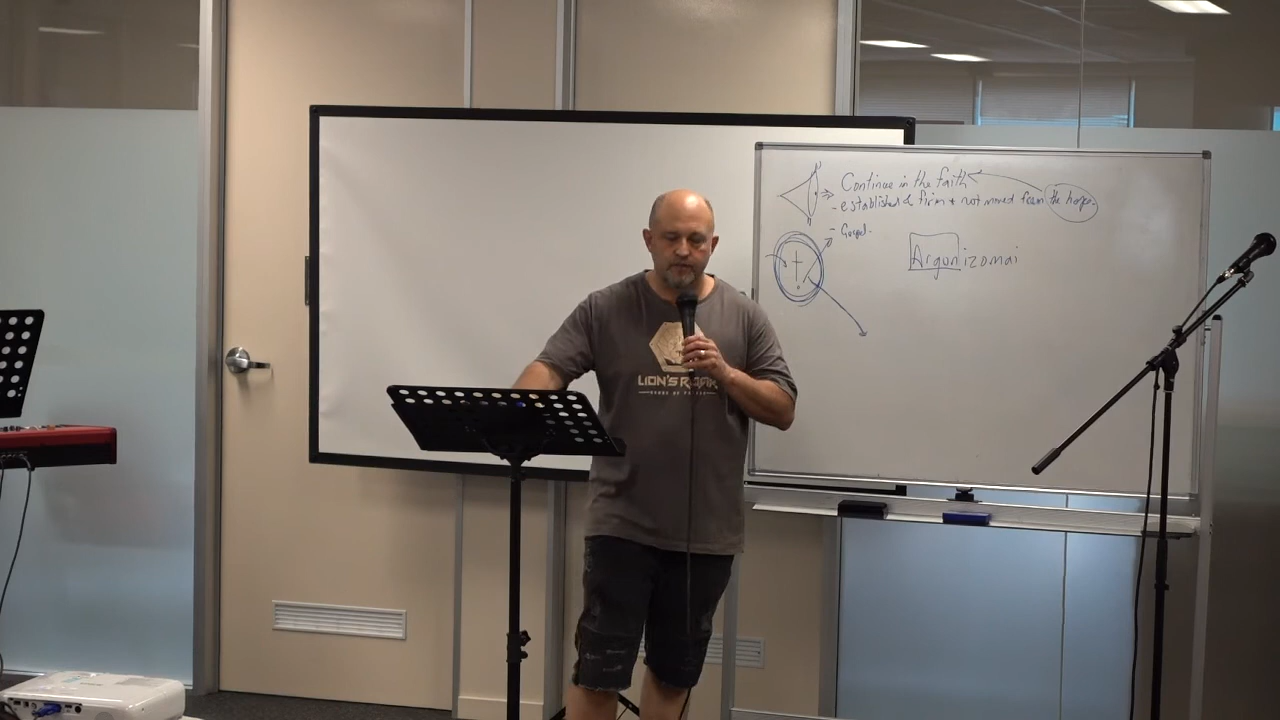 Continue in the faith
- established & firm & not moved from the hope.
- Gospel.
Argonizomai
LION'S ROAR